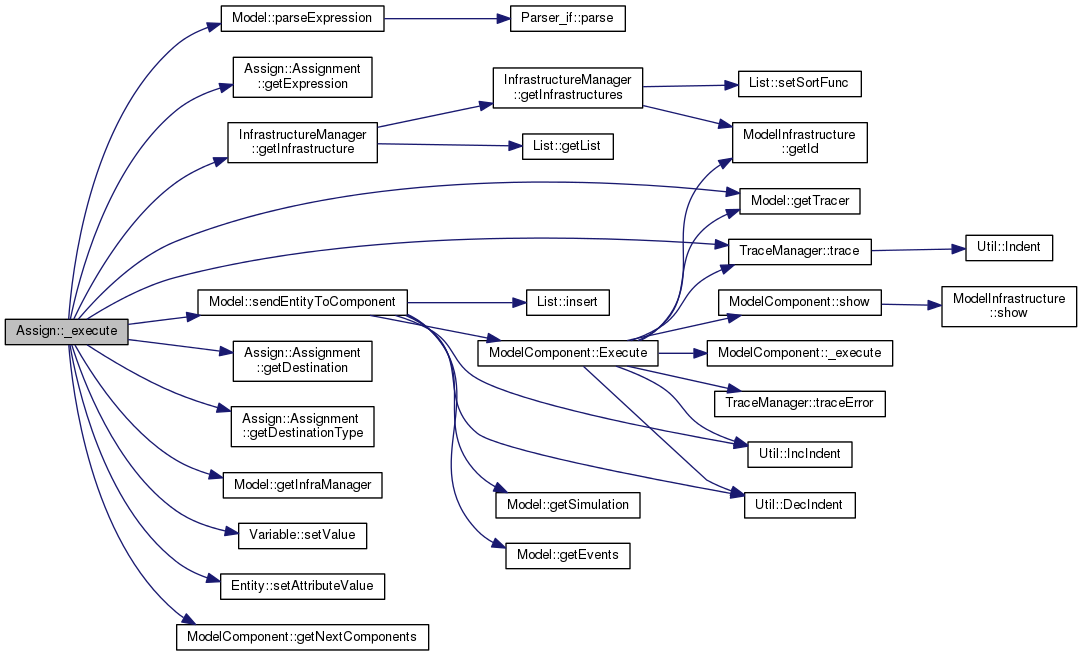 Model::parseExpression
Parser_if::parse
Assign::Assignment
::getExpression
InfrastructureManager
::getInfrastructures
List::setSortFunc
InfrastructureManager
::getInfrastructure
List::getList
ModelInfrastructure
::getId
Model::getTracer
TraceManager::trace
Util::Indent
Model::sendEntityToComponent
List::insert
ModelComponent::show
ModelInfrastructure
::show
Assign::_execute
Assign::Assignment
::getDestination
ModelComponent::Execute
ModelComponent::_execute
TraceManager::traceError
Assign::Assignment
::getDestinationType
Util::IncIndent
Model::getInfraManager
Model::getSimulation
Util::DecIndent
Variable::setValue
Model::getEvents
Entity::setAttributeValue
ModelComponent::getNextComponents